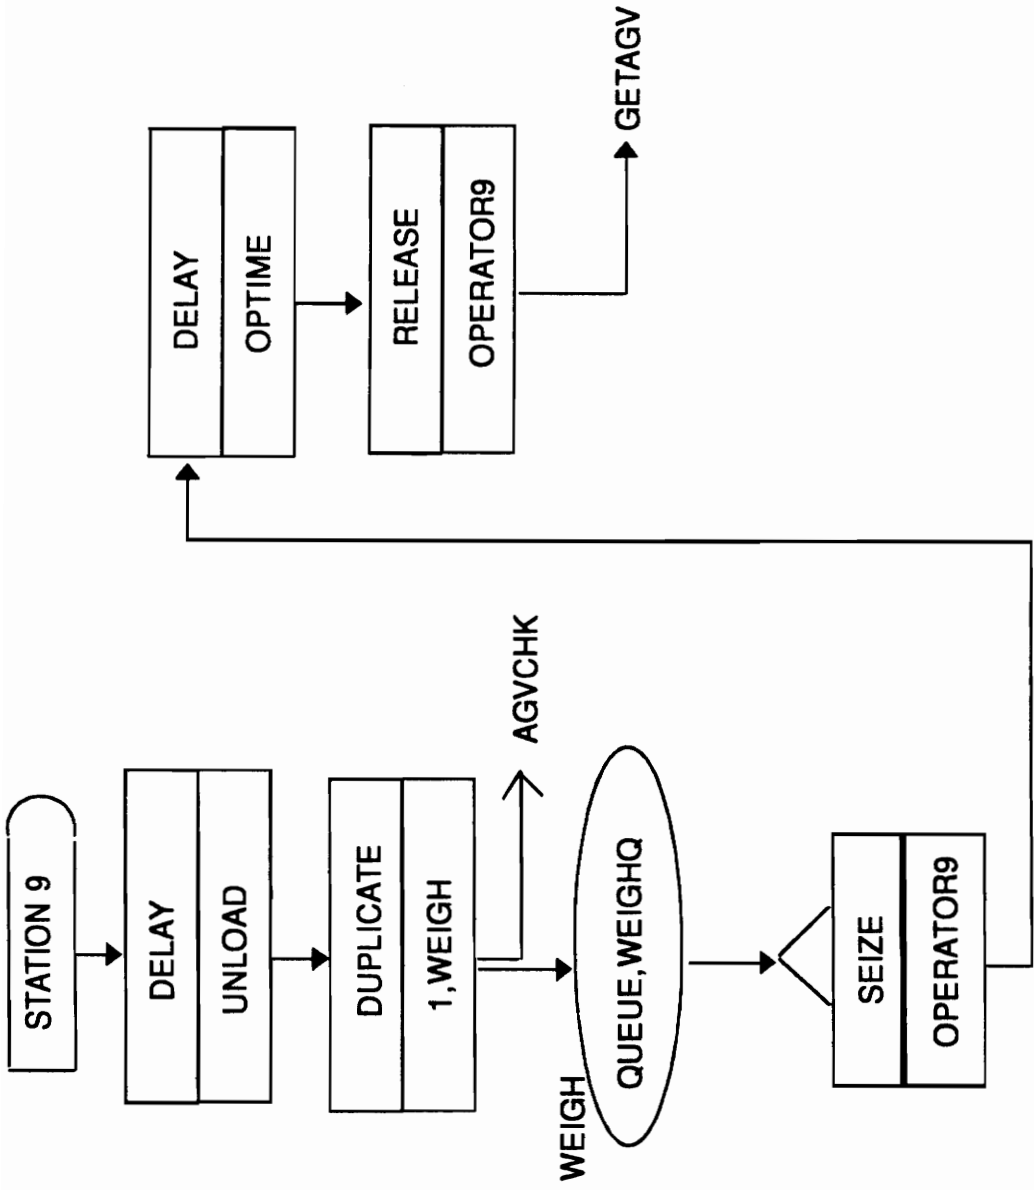 STATION 9
DELAY
UNLOAD
DUPLICATE
1,WEIGH
AGVCHK
WEIGH
QUEUE,WEIGHQ
SEIZE
OPERATOR9
DELAY
OPTIME
RELEASE
OPERATOR9
GETAGV